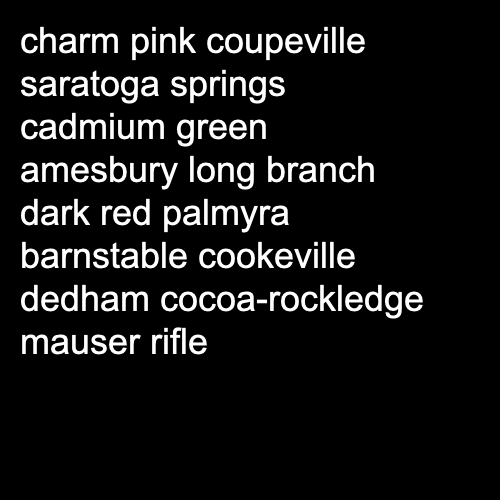 charm pink coupeville
saratoga springs
cadmium green
amesbury long branch
dark red palmyra
barnstable cookeville
dedham cocoa-rockledge
mauser rifle